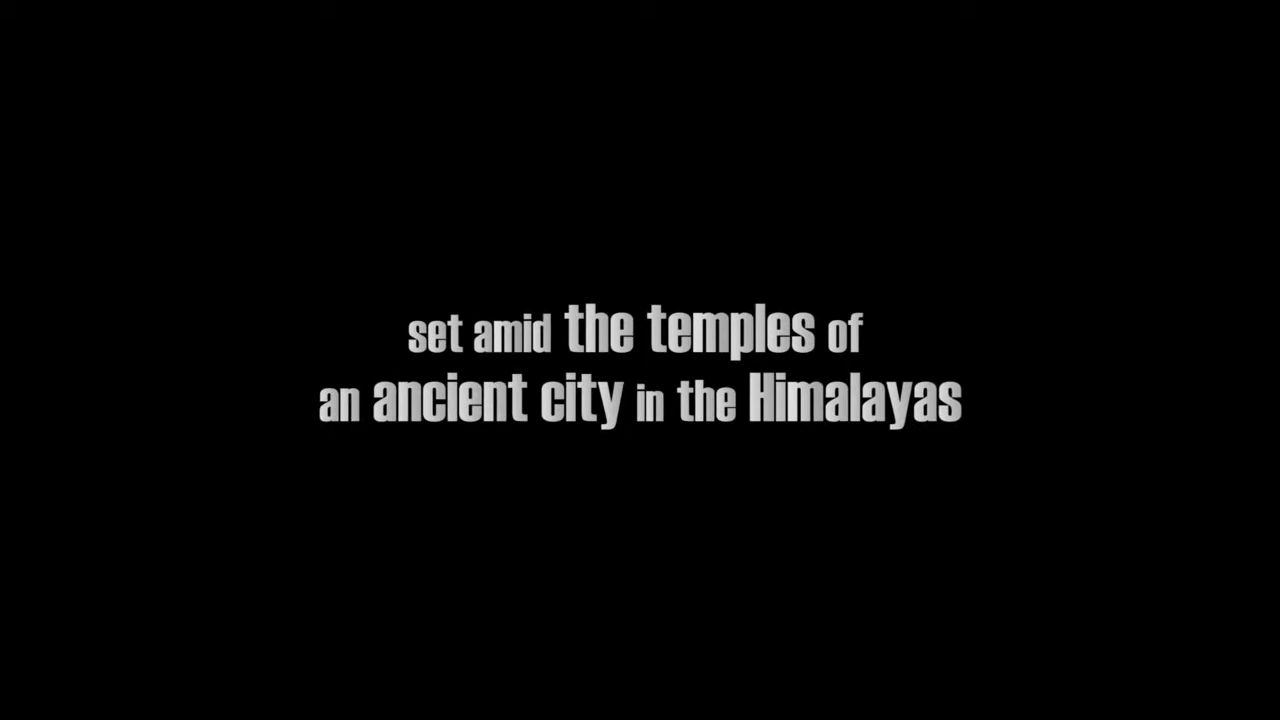 set amid the temples of
an ancient city in the Himalayas